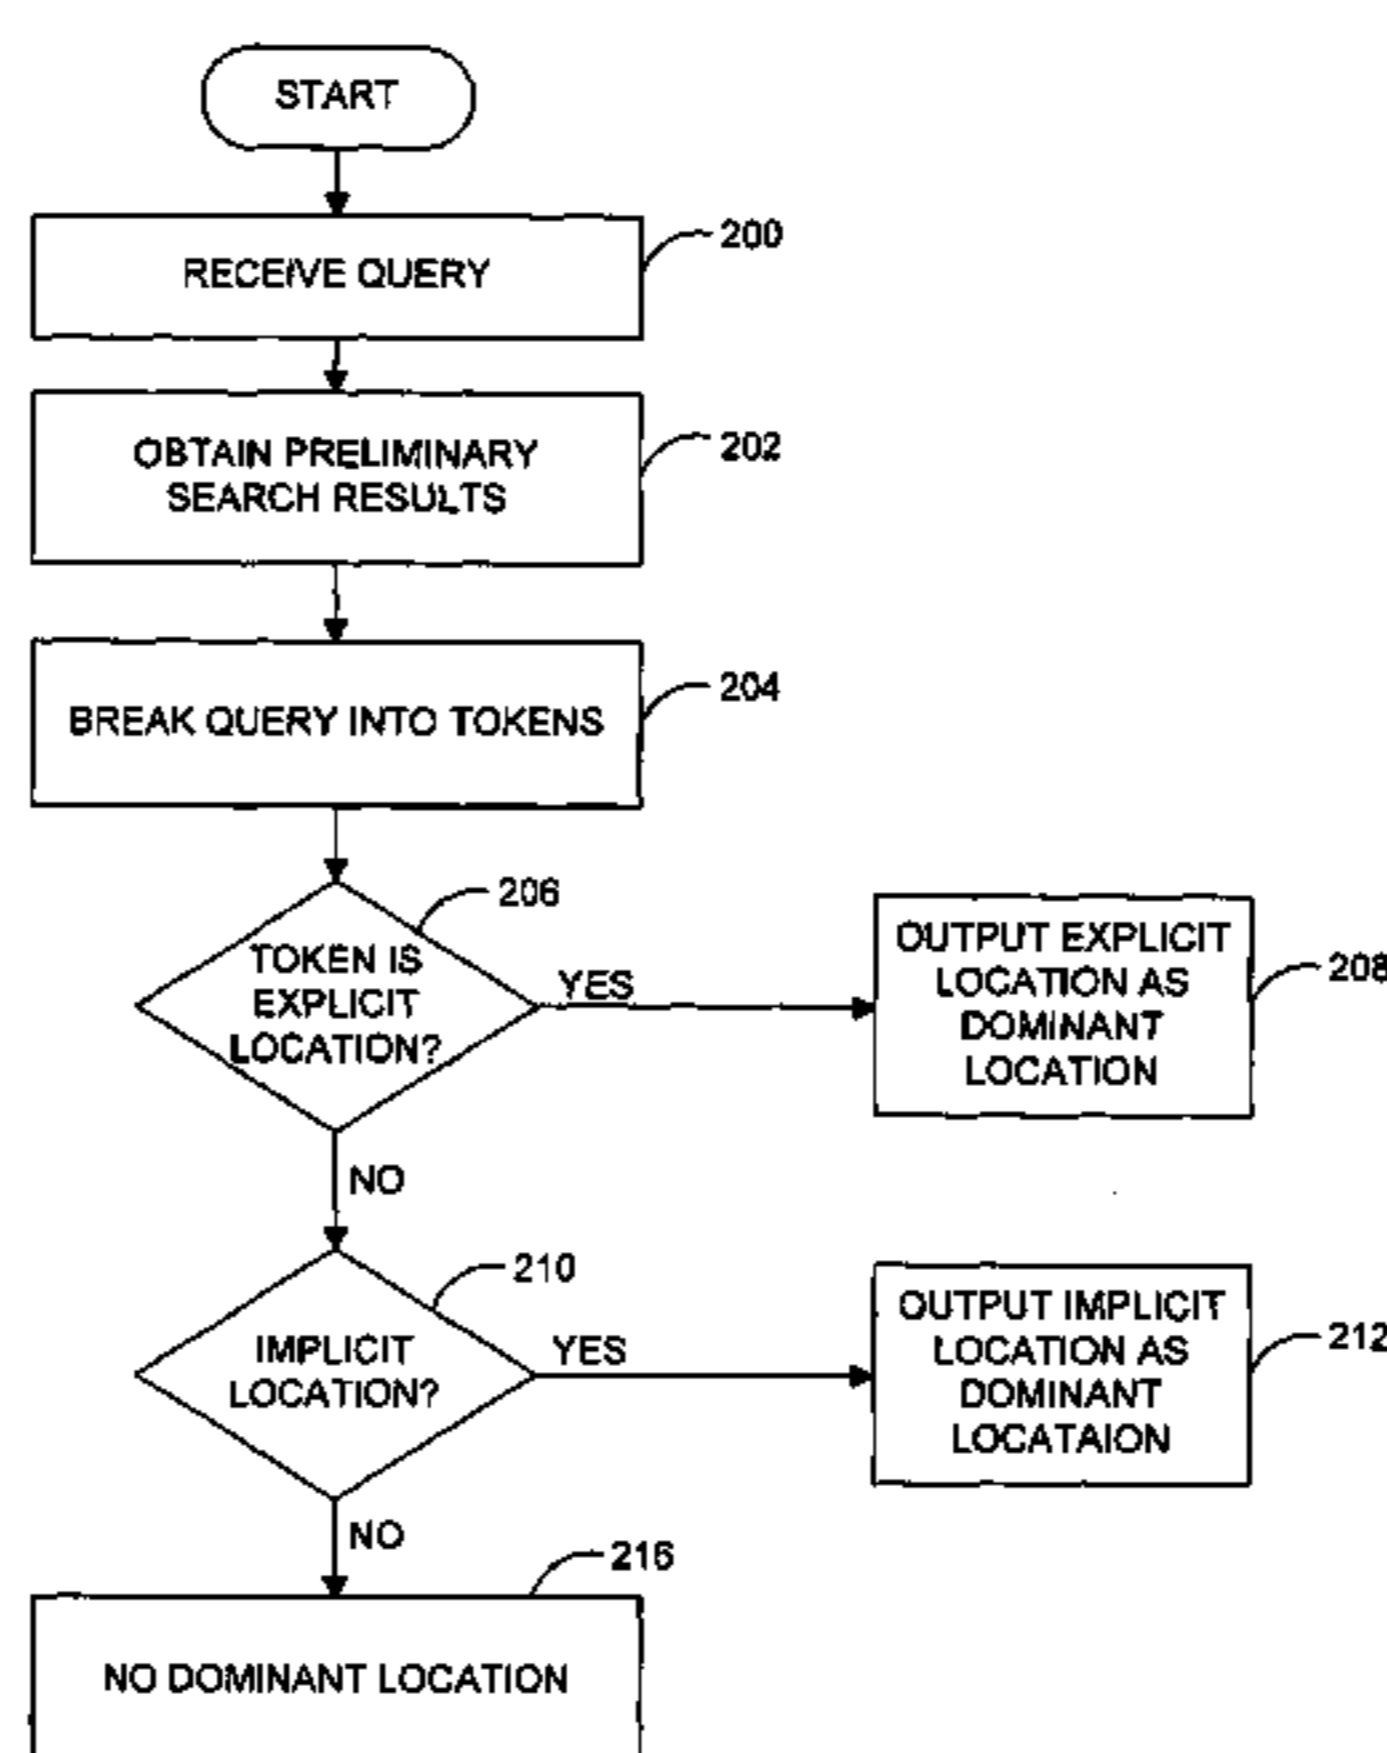 START
RECEIVE QUERY
200
OBTAIN PRELIMINARY
SEARCH RESULTS
202
BREAK QUERY INTO TOKENS
204
206
TOKEN IS
EXPLICIT
LOCATION?
YES
OUTPUT EXPLICIT
LOCATION AS
DOMINANT
LOCATION
208
NO
210
IMPLICIT
LOCATION?
YES
OUTPUT IMPLICIT
LOCATION AS
DOMINANT
LOCATAION
212
NO
216
NO DOMINANT LOCATION